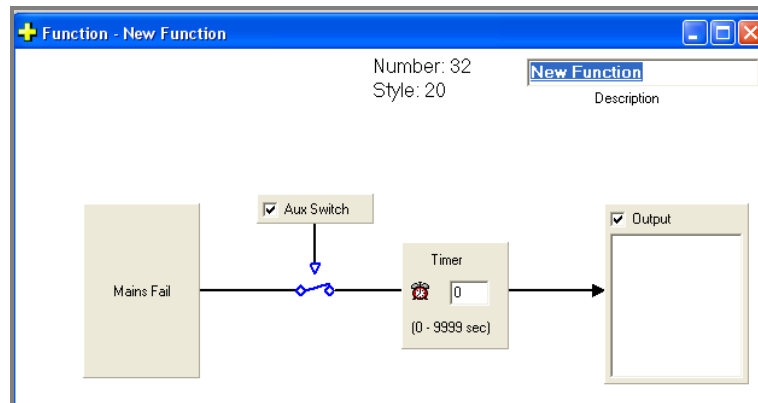 Function - New Function
Number: 32
Style: 20
New Function
Description
Aux Switch
Output
Mains Fail
Timer
0
(0 - 9999 sec)